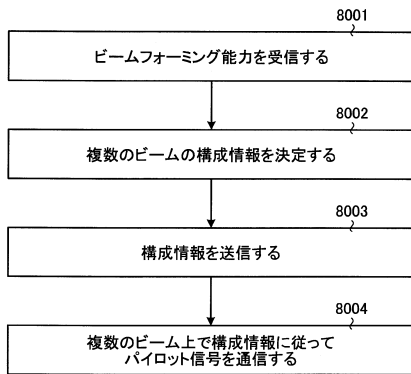 8001
ビームフォーミング能力を受信する
8002
複数のビームの構成情報を決定する
8003
構成情報を送信する
8004
複数のビーム上で構成情報に従って
パイロット信号を通信する